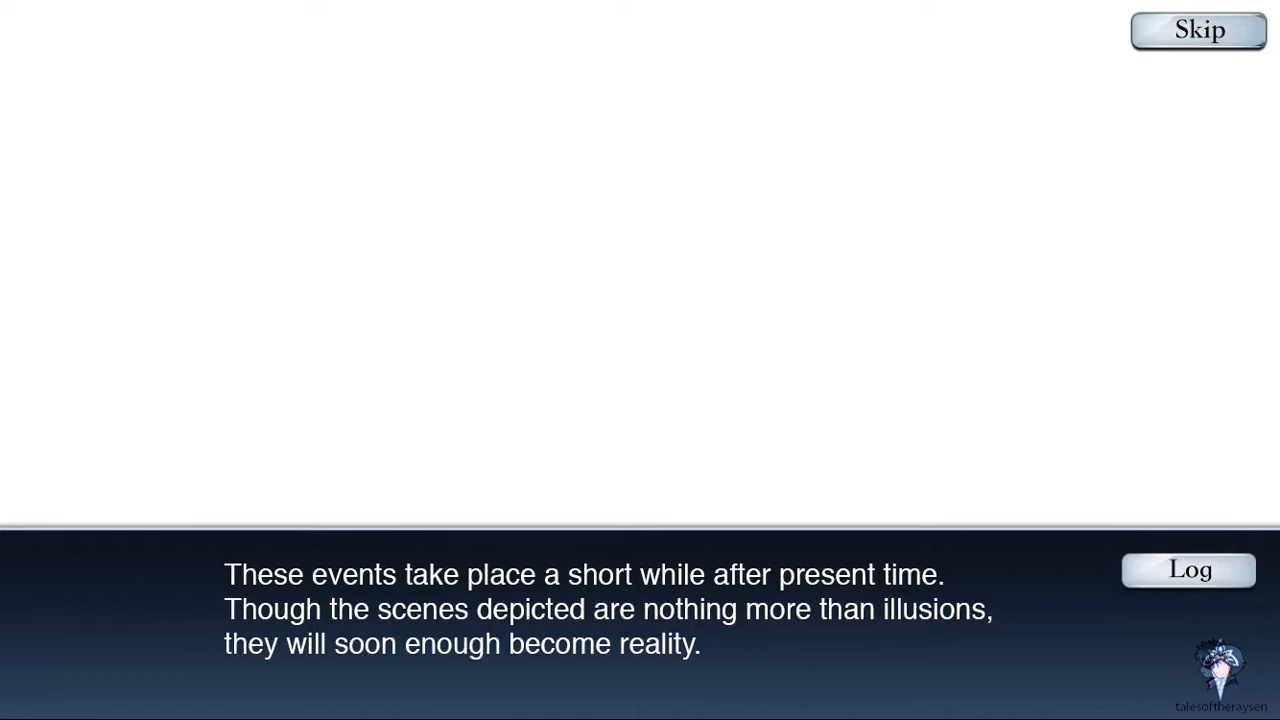 Skip
These events take place a short while after present time.
Though the scenes depicted are nothing more than illusions,
they will soon enough become reality.
Log
talesoftheraysen